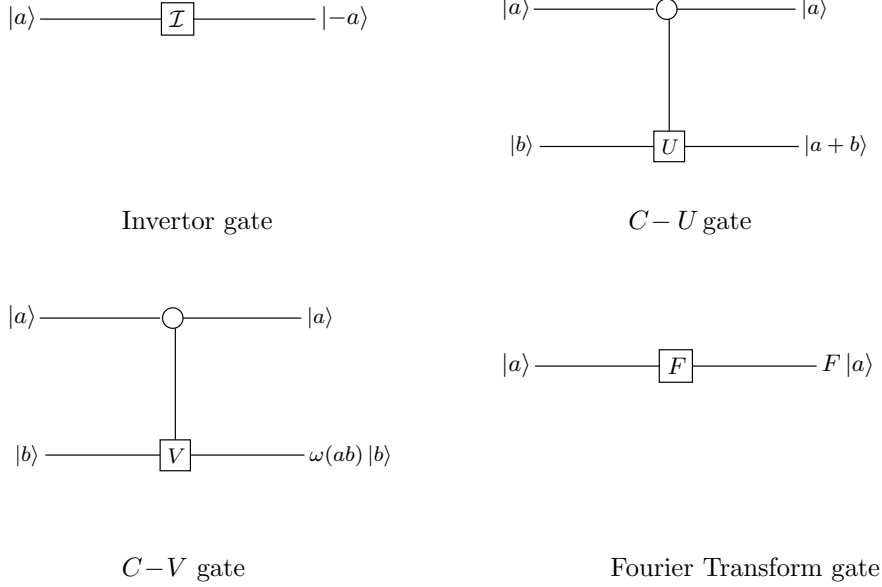 |a⟩ 𝓘 |−a⟩
|a⟩ |a⟩
|b⟩ U |a + b⟩
Invertor gate
C − U gate
|a⟩ |a⟩
|b⟩ V ω(ab) |b⟩
|a⟩ F F |a⟩
C − V gate
Fourier Transform gate